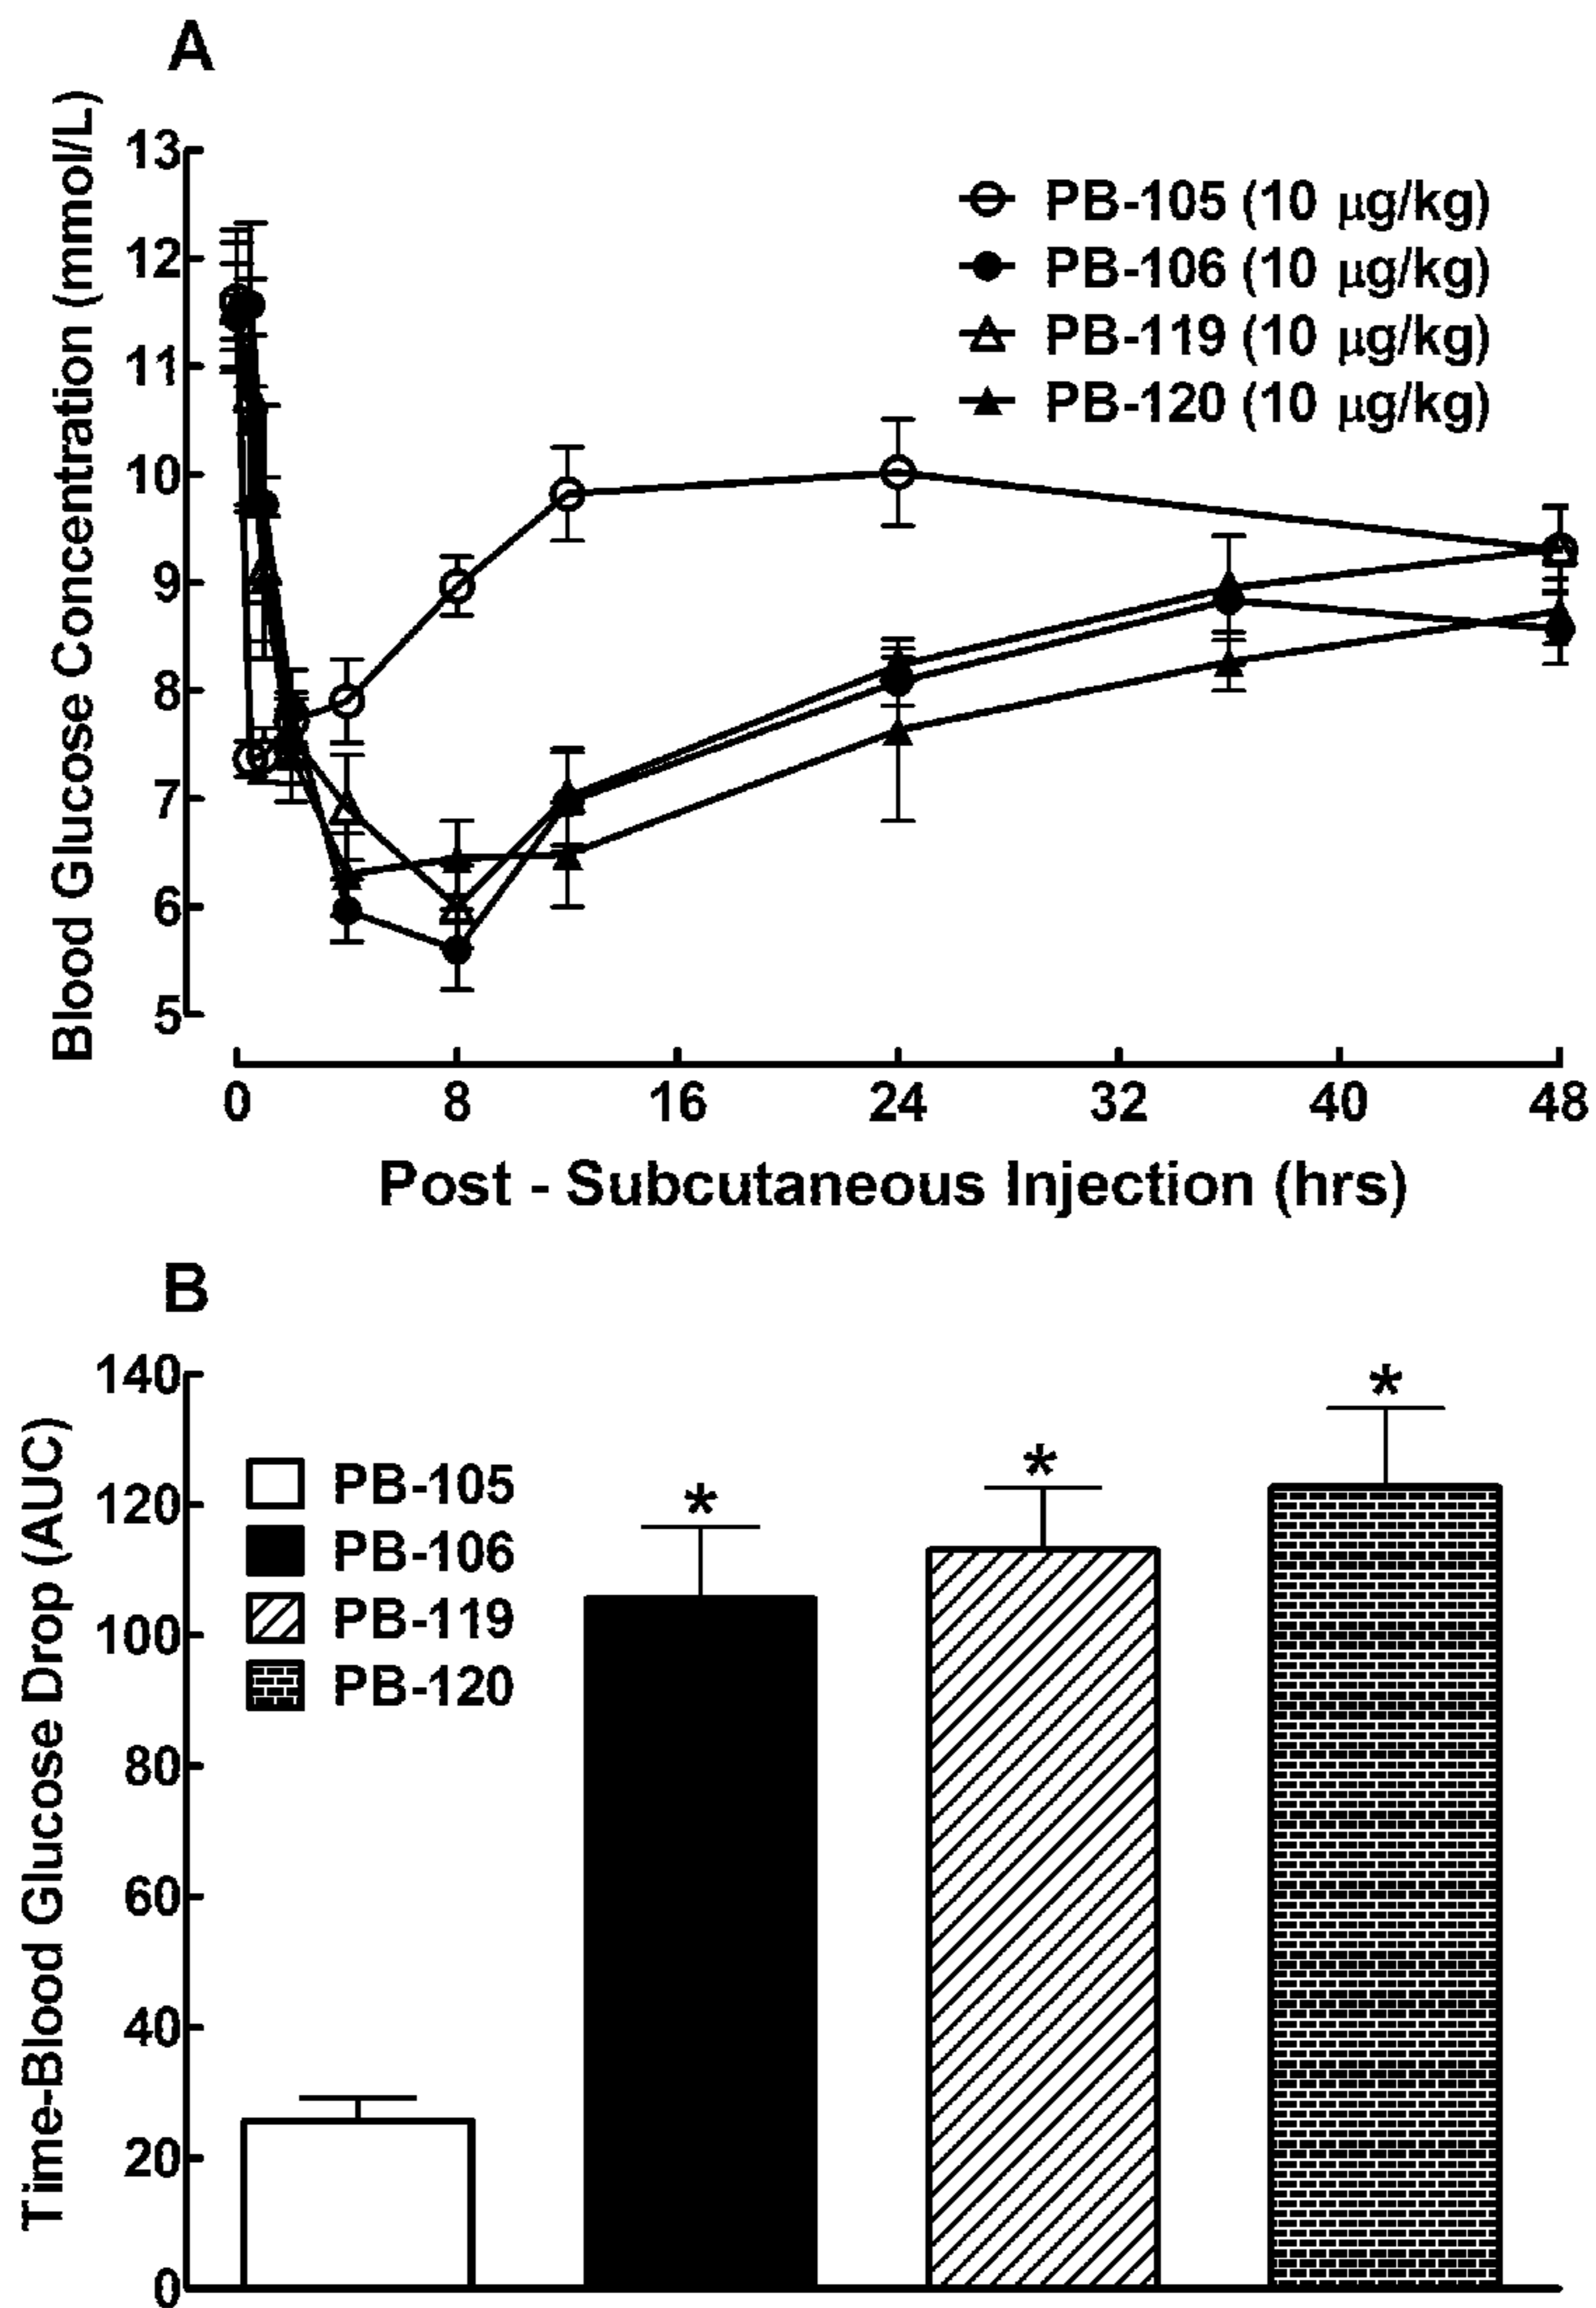 A
Blood Glucose Concentration (mmol/L)
13
12
11
10
9
8
7
6
5
PB-105 (10 μg/kg)
PB-106 (10 μg/kg)
PB-119 (10 μg/kg)
PB-120 (10 μg/kg)
0 8 16 24 32 40 48
Post - Subcutaneous Injection (hrs)
B
Time-Blood Glucose Drop (AUC)
140
120
100
80
60
40
20
0
PB-105
PB-106
PB-119
PB-120
* * *